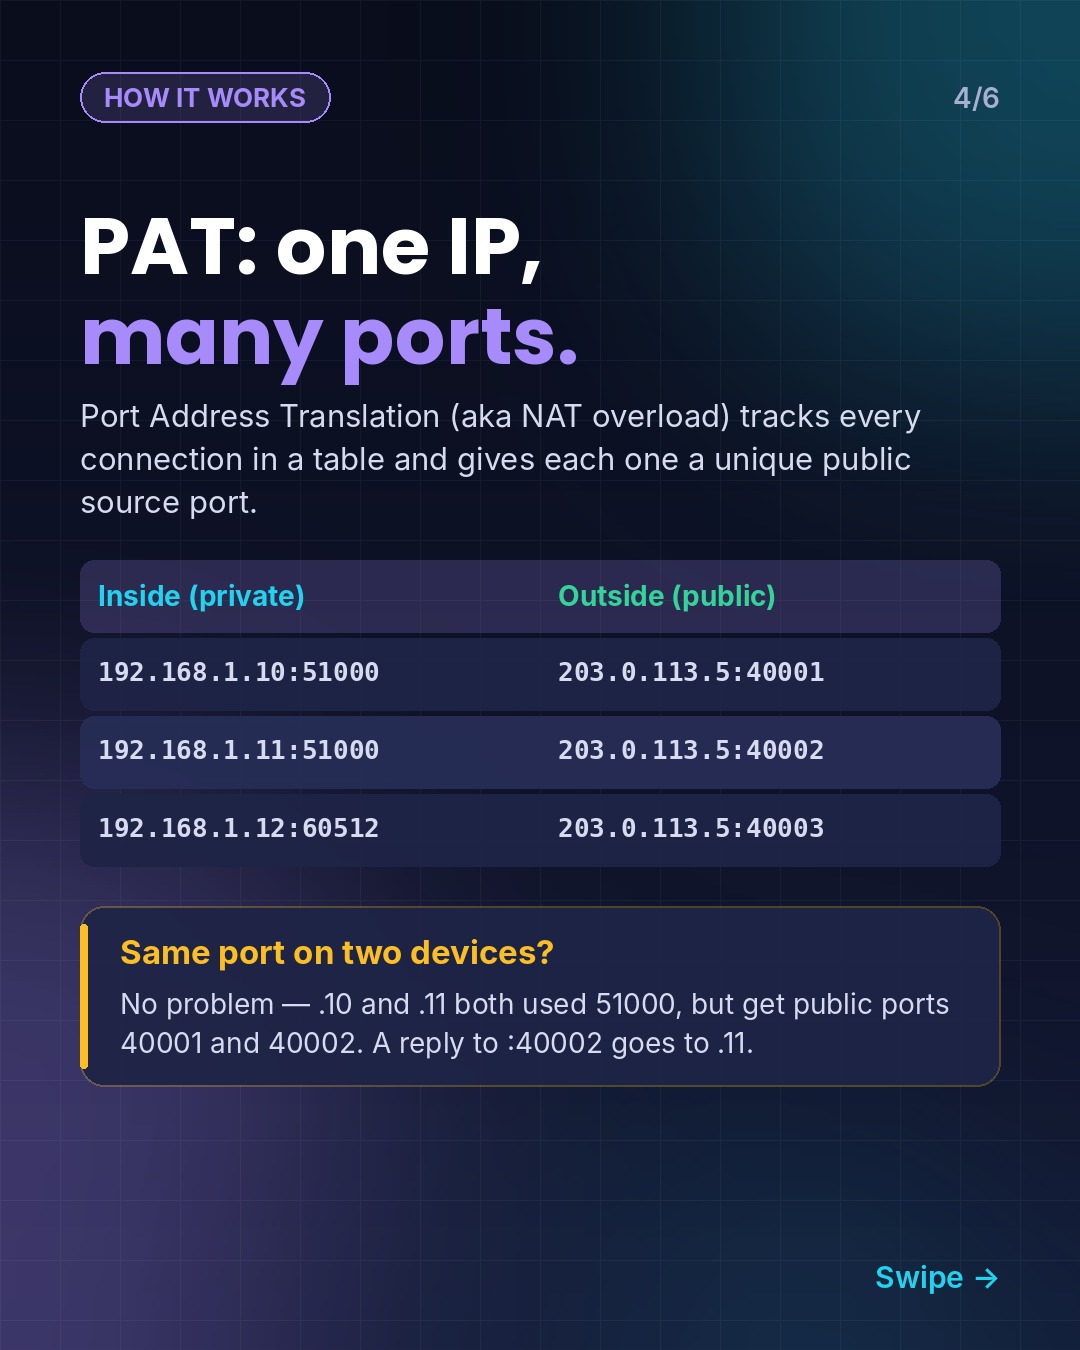 HOW IT WORKS
4/6
PAT: one IP,
many ports.
Port Address Translation (aka NAT overload) tracks every
connection in a table and gives each one a unique public
source port.
Inside (private) Outside (public)
192.168.1.10:51000 203.0.113.5:40001
192.168.1.11:51000 203.0.113.5:40002
192.168.1.12:60512 203.0.113.5:40003
Same port on two devices?
No problem — .10 and .11 both used 51000, but get public ports
40001 and 40002. A reply to :40002 goes to .11.
Swipe →